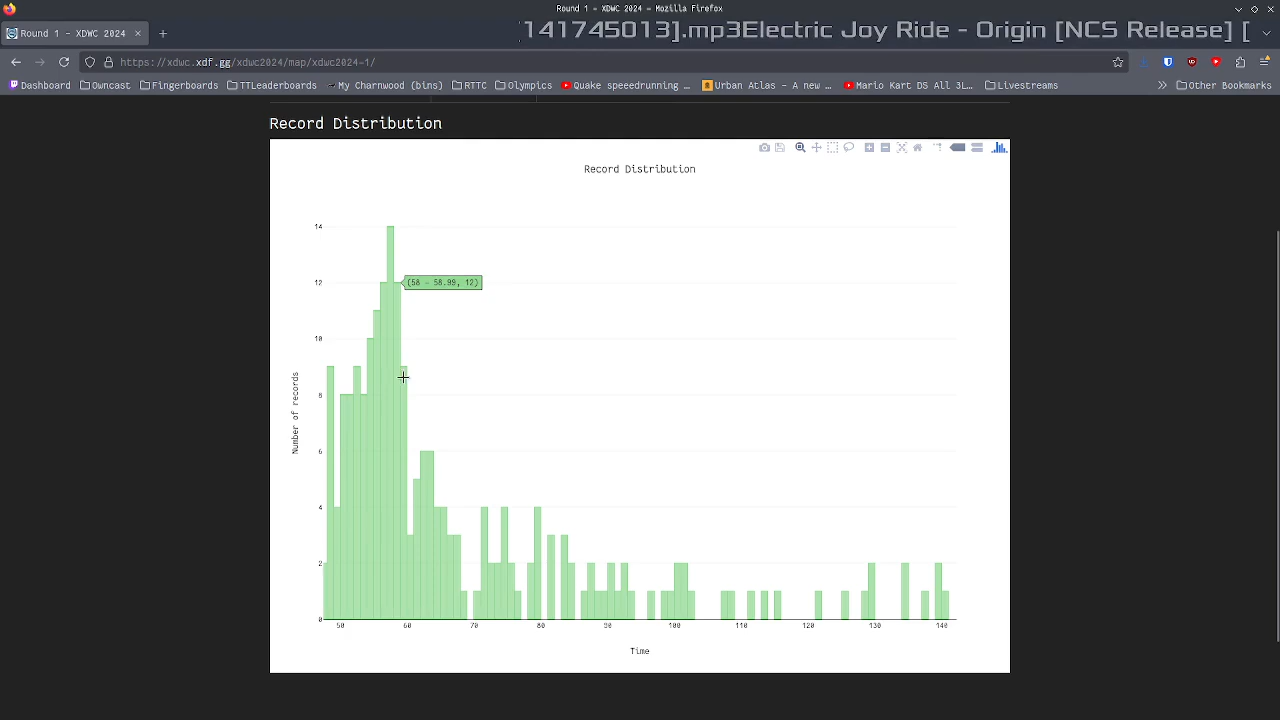 Round 1 – XDWC 2024 — Mozilla Firefox
Round 1 – XDWC 2024
141745013].mp3Electric Joy Ride - Origin [NCS Release] [
https://xdwc.xdf.gg/xdwc2024/map/xdwc2024-1/
Dashboard Owncast Fingerboards TTLeaderboards My Charnwood (bins) RTTC Olympics Quake speeedrunning … Urban Atlas - A new … Mario Kart DS All 3L… Livestreams Other Bookmarks
Record Distribution
Record Distribution
14
12
(58 – 58.99, 12)
10
8
6
4
2
0
Number of records
50 60 70 80 90 100 110 120 130 140
Time